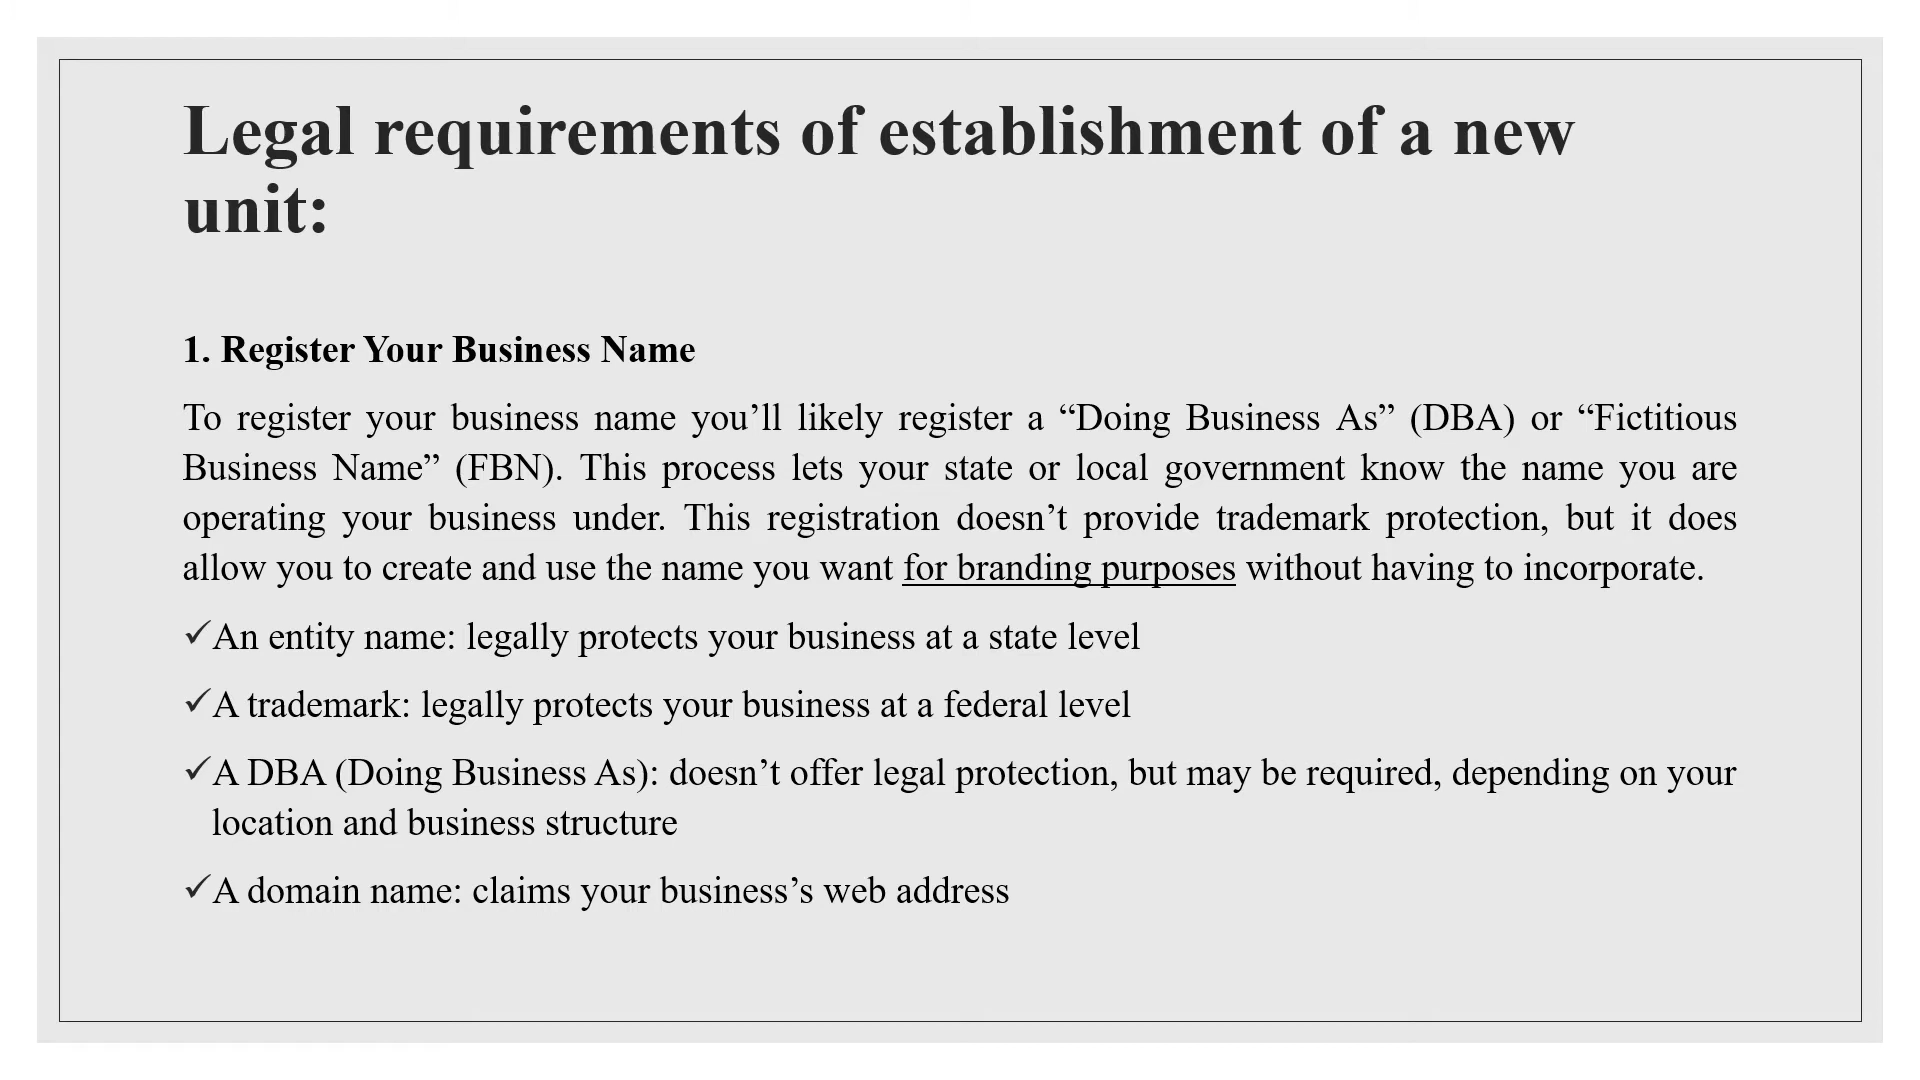 Legal requirements of establishment of a new
unit:
1. Register Your Business Name
To register your business name you’ll likely register a “Doing Business As” (DBA) or “Fictitious
Business Name” (FBN). This process lets your state or local government know the name you are
operating your business under. This registration doesn’t provide trademark protection, but it does
allow you to create and use the name you want for branding purposes without having to incorporate.
✓An entity name: legally protects your business at a state level
✓A trademark: legally protects your business at a federal level
✓A DBA (Doing Business As): doesn’t offer legal protection, but may be required, depending on your
location and business structure
✓A domain name: claims your business’s web address